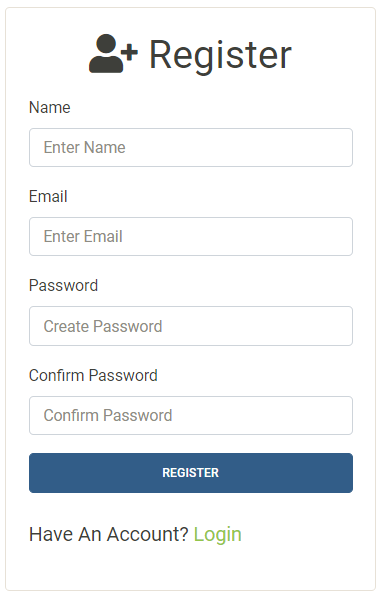 Register
Name
Enter Name
Email
Enter Email
Password
Create Password
Confirm Password
Confirm Password
REGISTER
Have An Account? Login